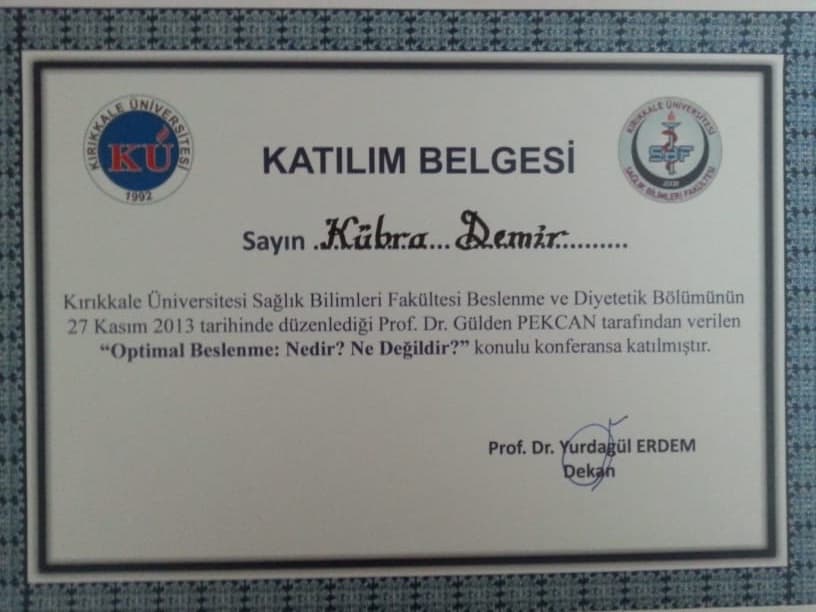 KIRIKKALE ÜNİVERSİTESİ
KÜ
1992
KIRIKKALE ÜNİVERSİTESİ
SBF
SAĞLIK BİLİMLERİ FAKÜLTESİ
KATILIM BELGESİ
Sayın .Kübra... Demir..........
Kırıkkale Üniversitesi Sağlık Bilimleri Fakültesi Beslenme ve Diyetetik Bölümünün
27 Kasım 2013 tarihinde düzenlediği Prof. Dr. Gülden PEKCAN tarafından verilen
“Optimal Beslenme: Nedir? Ne Değildir?” konulu konferansa katılmıştır.
Prof. Dr. Yurdagül ERDEM
Dekan